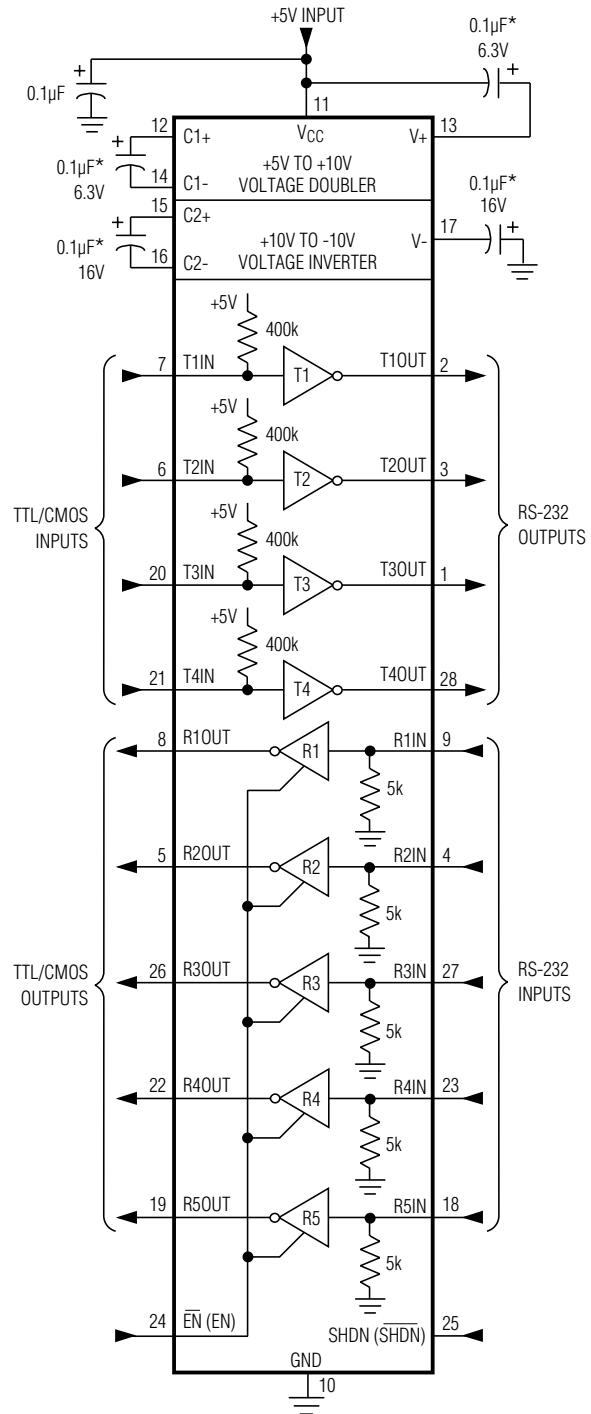 +5V INPUT
0.1µF*
6.3V
+
0.1µF
+
11
VCC
12
C1+
V+
13
+
0.1µF*
6.3V
14
C1-
+5V TO +10V
VOLTAGE DOUBLER
15
C2+
+
0.1µF*
16V
16
C2-
+10V TO -10V
VOLTAGE INVERTER
V-
17
0.1µF*
16V
+
+5V
400k
7
T1IN
T1
T1OUT
2
+5V
400k
6
T2IN
T2
T2OUT
3
TTL/CMOS
INPUTS
RS-232
OUTPUTS
+5V
400k
20
T3IN
T3
T3OUT
1
+5V
400k
21
T4IN
T4
T4OUT
28
8
R1OUT
R1
R1IN
9
5k
5
R2OUT
R2
R2IN
4
5k
TTL/CMOS
OUTPUTS
RS-232
INPUTS
26
R3OUT
R3
R3IN
27
5k
22
R4OUT
R4
R4IN
23
5k
19
R5OUT
R5
R5IN
18
5k
24
E̅N̅ (EN)
SHDN (S̅H̅D̅N̅)
25
GND
10